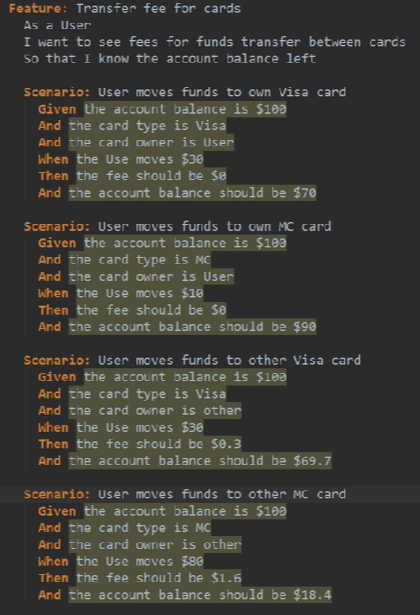 Feature: Transfer fee for cards
As a User
I want to see fees for funds transfer between cards
So that I know the account balance left
Scenario: User moves funds to own Visa card
Given the account balance is $100
And the card type is Visa
And the card owner is User
When the Use moves $30
Then the fee should be $0
And the account balance should be $70
Scenario: User moves funds to own MC card
Given the account balance is $100
And the card type is MC
And the card owner is User
When the Use moves $10
Then the fee should be $0
And the account balance should be $90
Scenario: User moves funds to other Visa card
Given the account balance is $100
And the card type is Visa
And the card owner is other
When the Use moves $30
Then the fee should be $0.3
And the account balance should be $69.7
Scenario: User moves funds to other MC card
Given the account balance is $100
And the card type is MC
And the card owner is other
When the Use moves $80
Then the fee should be $1.6
And the account balance should be $18.4